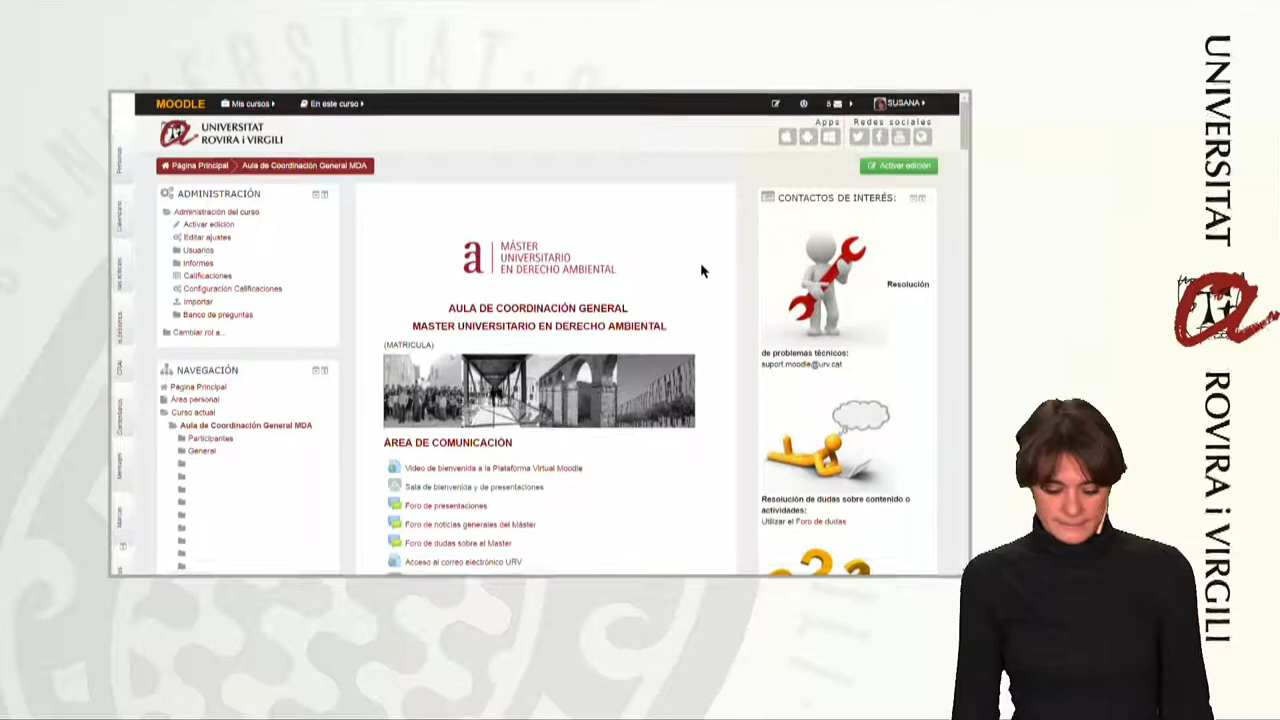 MOODLE
Mis cursos
En este curso
5
SUSANA
UNIVERSITAT
ROVIRA i VIRGILI
Apps
Redes sociales
Página Principal
Aula de Coordinación General MDA
Activar edición
ADMINISTRACIÓN
Administración del curso
Activar edición
Editar ajustes
Usuarios
Informes
Calificaciones
Configuración Calificaciones
Importar
Banco de preguntas
Cambiar rol a...
NAVEGACIÓN
Página Principal
Área personal
Curso actual
Aula de Coordinación General MDA
Participantes
General
a
MÁSTER
UNIVERSITARIO
EN DERECHO AMBIENTAL
AULA DE COORDINACIÓN GENERAL
MASTER UNIVERSITARIO EN DERECHO AMBIENTAL
(MATRICULA)
ÁREA DE COMUNICACIÓN
Video de bienvenida a la Plataforma Virtual Moodle
Sala de bienvenida y de presentaciones
Foro de presentaciones
Foro de noticias generales del Máster
Foro de dudas sobre el Master
Acceso al correo electrónico URV
CONTACTOS DE INTERÉS:
Resolución
de problemas técnicos:
suport.moodle@urv.cat
Resolución de dudas sobre contenido o
actividades:
Utilizar el Foro de dudas
UNIVERSITAT ROVIRA i VIRGILI